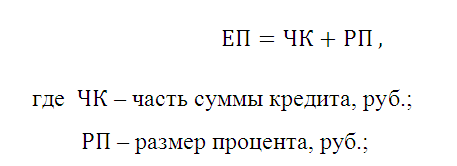 ЕП = ЧК + РП ,
где ЧК – часть суммы кредита, руб.;
РП – размер процента, руб.;